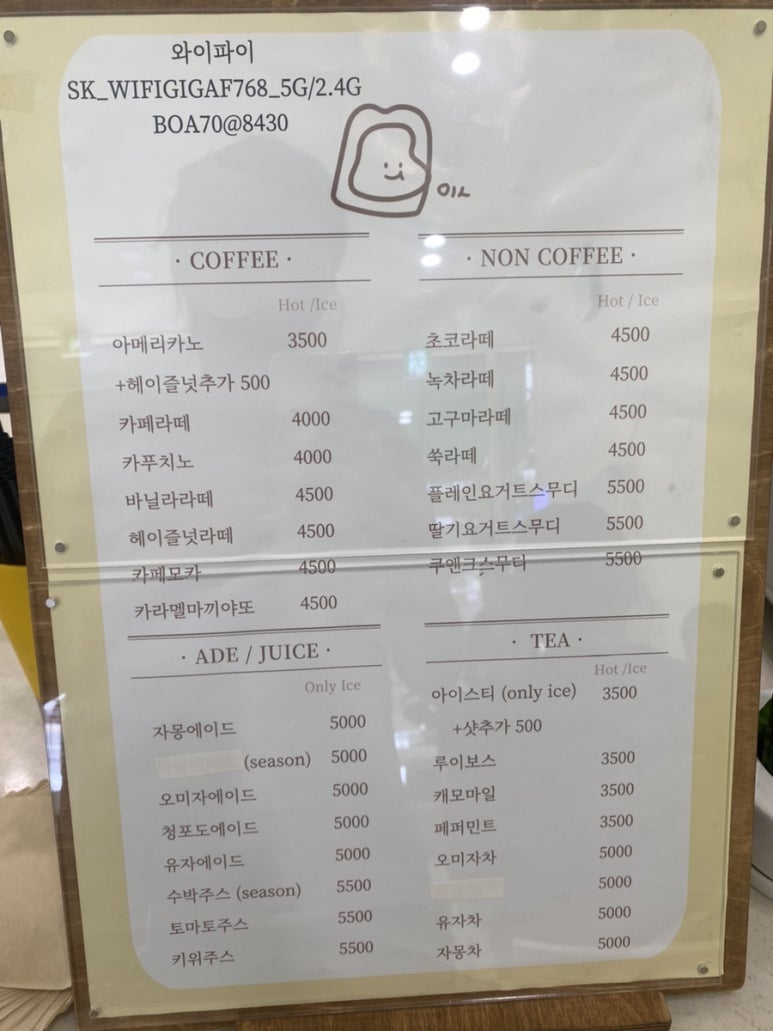 와이파이
SK_WIFIGIGAF768_5G/2.4G
BOA70@8430
· COFFEE ·
Hot /Ice
아메리카노 3500
+헤이즐넛추가 500
카페라떼 4000
카푸치노 4000
바닐라라떼 4500
헤이즐넛라떼 4500
카페모카 4500
카라멜마끼야또 4500
· NON COFFEE ·
Hot / Ice
초코라떼 4500
녹차라떼 4500
고구마라떼 4500
쑥라떼 4500
플레인요거트스무디 5500
딸기요거트스무디 5500
쿠앤크스무디 5500
· ADE / JUICE ·
Only Ice
자몽에이드 5000
(season) 5000
오미자에이드 5000
청포도에이드 5000
유자에이드 5000
수박주스 (season) 5500
토마토주스 5500
키위주스 5500
· TEA ·
Hot /Ice
아이스티 (only ice) 3500
+샷추가 500
루이보스 3500
캐모마일 3500
페퍼민트 3500
오미자차 5000
5000
유자차 5000
자몽차 5000